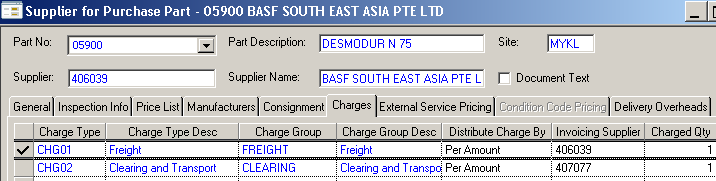 Supplier for Purchase Part - 05900 BASF SOUTH EAST ASIA PTE LTD
Part No: 05900 Part Description: DESMODUR N 75 Site: MYKL
Supplier: 406039 Supplier Name: BASF SOUTH EAST ASIA PTE L Document Text
General Inspection Info Price List Manufacturers Consignment Charges External Service Pricing Condition Code Pricing Delivery Overheads
Charge Type Charge Type Desc Charge Group Charge Group Desc Distribute Charge By Invoicing Supplier Charged Qty
CHG01 Freight FREIGHT Freight Per Amount 406039 1
CHG02 Clearing and Transport CLEARING Clearing and Transpo Per Amount 407077 1